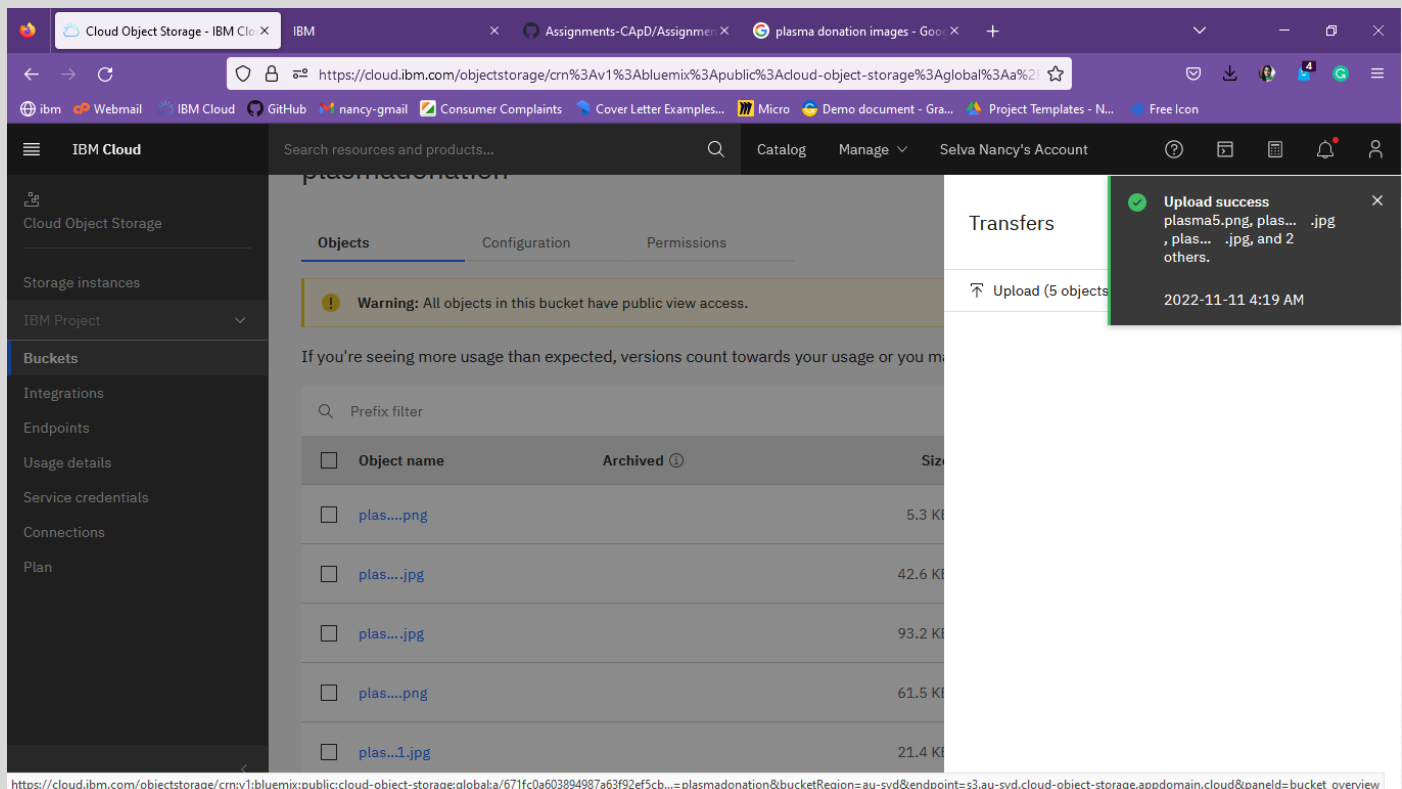 Cloud Object Storage - IBM Clo
IBM
Assignments-CApD/Assignmen
plasma donation images - Goog
https://cloud.ibm.com/objectstorage/crn%3Av1%3Abluemix%3Apublic%3Acloud-object-storage%3Aglobal%3Aa%2F
4
ibm
Webmail
IBM Cloud
GitHub
nancy-gmail
Consumer Complaints
Cover Letter Examples...
Micro
Demo document - Gra...
Project Templates - N...
Free Icon
IBM Cloud
Search resources and products...
Catalog
Manage
Selva Nancy's Account
Cloud Object Storage
Storage instances
IBM Project
Buckets
Integrations
Endpoints
Usage details
Service credentials
Connections
Plan
plasmadonation
Objects
Configuration
Permissions
Warning: All objects in this bucket have public view access.
If you're seeing more usage than expected, versions count towards your usage or you ma
Prefix filter
Object name
Archived
Size
plas....png
5.3 KB
plas....jpg
42.6 KB
plas....jpg
93.2 KB
plas....png
61.5 KB
plas...1.jpg
21.4 KB
Transfers
Upload (5 objects
Upload success
plasma5.png, plas... .jpg
, plas... .jpg, and 2
others.
2022-11-11 4:19 AM
https://cloud.ibm.com/objectstorage/crn:v1:bluemix:public:cloud-object-storage:global:a/671fc0a603894987a63f92ef5cb...=plasmadonation&bucketRegion=au-syd&endpoint=s3.au-syd.cloud-object-storage.appdomain.cloud&paneId=bucket_overview